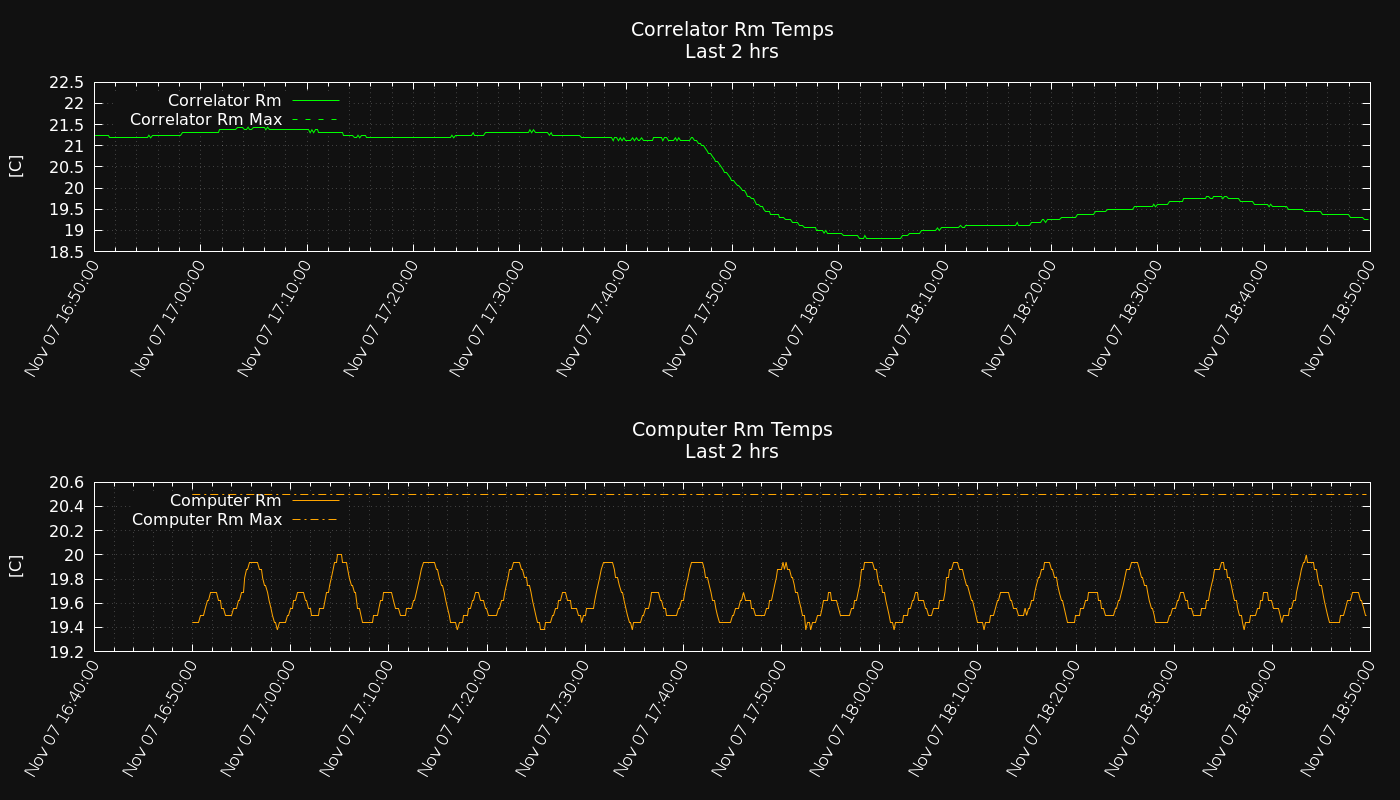 Correlator Rm Temps
Last 2 hrs
22.5
22
21.5
21
20.5
20
19.5
19
18.5
[C]
Correlator Rm
Correlator Rm Max
Nov 07 16:50:00
Nov 07 17:00:00
Nov 07 17:10:00
Nov 07 17:20:00
Nov 07 17:30:00
Nov 07 17:40:00
Nov 07 17:50:00
Nov 07 18:00:00
Nov 07 18:10:00
Nov 07 18:20:00
Nov 07 18:30:00
Nov 07 18:40:00
Nov 07 18:50:00
Computer Rm Temps
Last 2 hrs
20.6
20.4
20.2
20
19.8
19.6
19.4
19.2
[C]
Computer Rm
Computer Rm Max
Nov 07 16:40:00
Nov 07 16:50:00
Nov 07 17:00:00
Nov 07 17:10:00
Nov 07 17:20:00
Nov 07 17:30:00
Nov 07 17:40:00
Nov 07 17:50:00
Nov 07 18:00:00
Nov 07 18:10:00
Nov 07 18:20:00
Nov 07 18:30:00
Nov 07 18:40:00
Nov 07 18:50:00